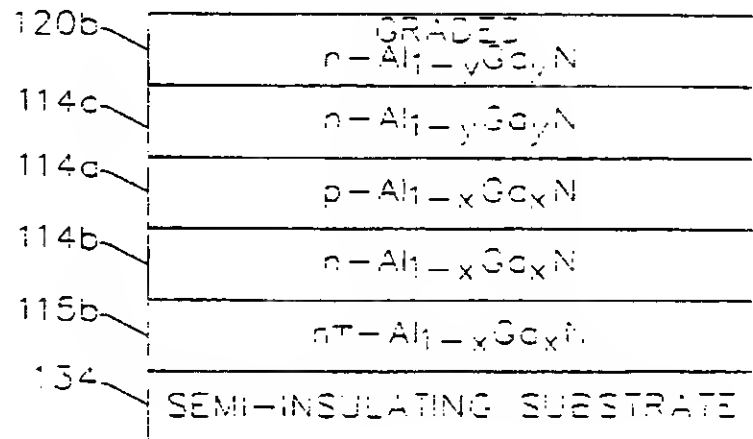 120b
GRADED
n-Al₁₋yGayN
114c
n-Al₁₋yGayN
114a
p-Al₁₋xGaxN
114b
n-Al₁₋xGaxN
n+-Al₁₋xGaxN
134
SEMI-INSULATING SUBSTRATE